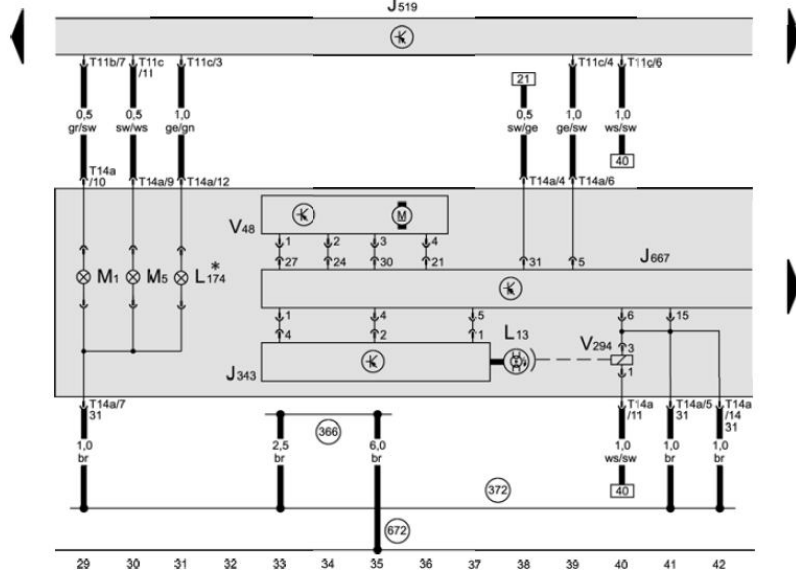 J519
T11b/7 T11c /11 T11c/3 T11c/4 T11c/6
21
0,5 gr/sw 0,5 sw/ws 1,0 ge/gn 0,5 sw/ge 1,0 ge/sw 1,0 ws/sw
40
T14a /10 T14a/9 T14a/12 T14a/4 T14a/6
M
V48
1 2 3 4
27 24 30 21 31 5
J667
M1 M5 L174*
1 4 5 6 15
4 2 1
L13 V294 3
1
J343
T14a/7 31 T14a /11 T14a/5 31 T14a /14 31
366
1,0 br 2,5 br 6,0 br 1,0 ws/sw 1,0 br 1,0 br
372 40
672
29 30 31 32 33 34 35 36 37 38 39 40 41 42